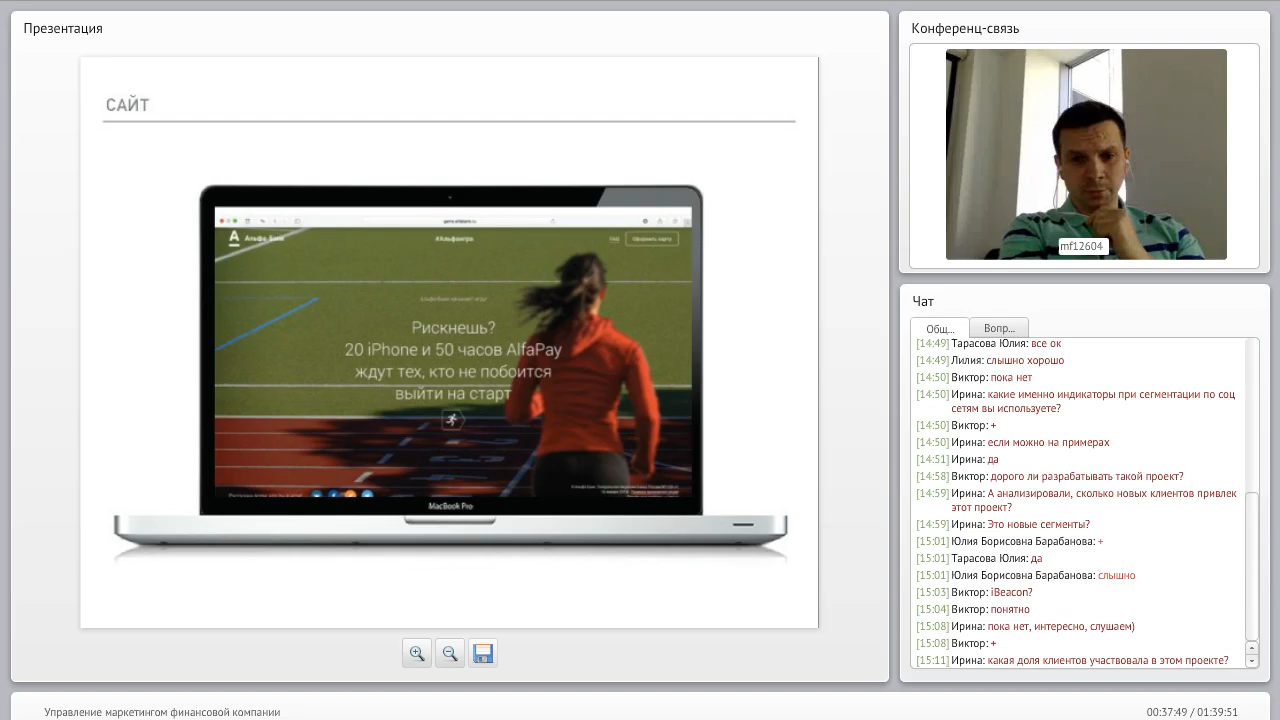 Презентация
САЙТ
Альфа·Банк
#Альфаигра
FAQ
Оформить карту
Рискнешь?
20 iPhone и 50 часов AlfaPay
ждут тех, кто не побоится
выйти на старт
MacBook Pro
Конференц-связь
mf12604
Чат
Общ...
Вопр...
[14:49] Тарасова Юлия: все ок
[14:49] Лилия: слышно хорошо
[14:50] Виктор: пока нет
[14:50] Ирина: какие именно индикаторы при сегментации по соц
сетям вы используете?
[14:50] Виктор: +
[14:50] Ирина: если можно на примерах
[14:51] Ирина: да
[14:58] Виктор: дорого ли разрабатывать такой проект?
[14:59] Ирина: А анализировали, сколько новых клиентов привлек
этот проект?
[14:59] Ирина: Это новые сегменты?
[15:01] Юлия Борисовна Барабанова: +
[15:01] Тарасова Юлия: да
[15:01] Юлия Борисовна Барабанова: слышно
[15:03] Виктор: iBeacon?
[15:04] Виктор: понятно
[15:08] Ирина: пока нет, интересно, слушаем)
[15:08] Виктор: +
[15:11] Ирина: какая доля клиентов участвовала в этом проекте?
Управление маркетингом финансовой компании
00:37:49 / 01:39:51